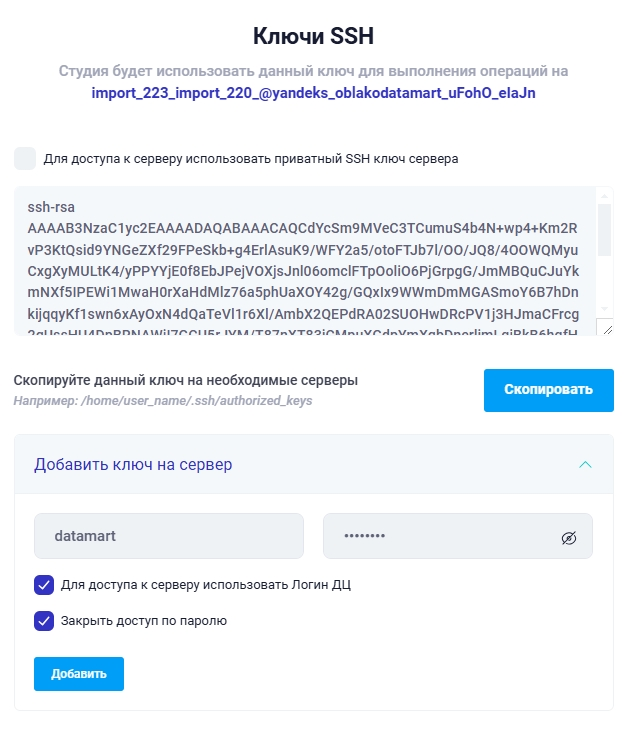 Ключи SSH
Студия будет использовать данный ключ для выполнения операций на
import_223_import_220_@yandeks_oblakodatamart_uFohO_elaJn
Для доступа к серверу использовать приватный SSH ключ сервера
ssh-rsa
AAAAB3NzaC1yc2EAAAADAQABAAACAQCdYcSm9MVeC3TCumuS4b4N+wp4+Km2R
vP3KtQsid9YNGeZXf29FPeSkb+g4ErlAsuK9/WFY2a5/otoFTJb7l/OO/JQ8/4OOWQMyu
CxgXyMULtK4/yPPYYjE0f8EbJPejVOXjsJnl06omclFTpOoliO6PjGrpgG/JmMBQuCJuYk
mNXf5IPEWi1MwaH0rXaHdMlz76a5phUaXOY42g/GQxIx9WWmDmMGASmoY6B7hDn
kijqqyKf1swn6xAyOxN4dQaTeVl1r6Xl/AmbX2QEPdRA02SUOHwDRcPV1j3HJmaCFrcg
Скопируйте данный ключ на необходимые серверы
Например: /home/user_name/.ssh/authorized_keys
Скопировать
Добавить ключ на сервер
datamart
••••••••
Для доступа к серверу использовать Логин ДЦ
Закрыть доступ по паролю
Добавить